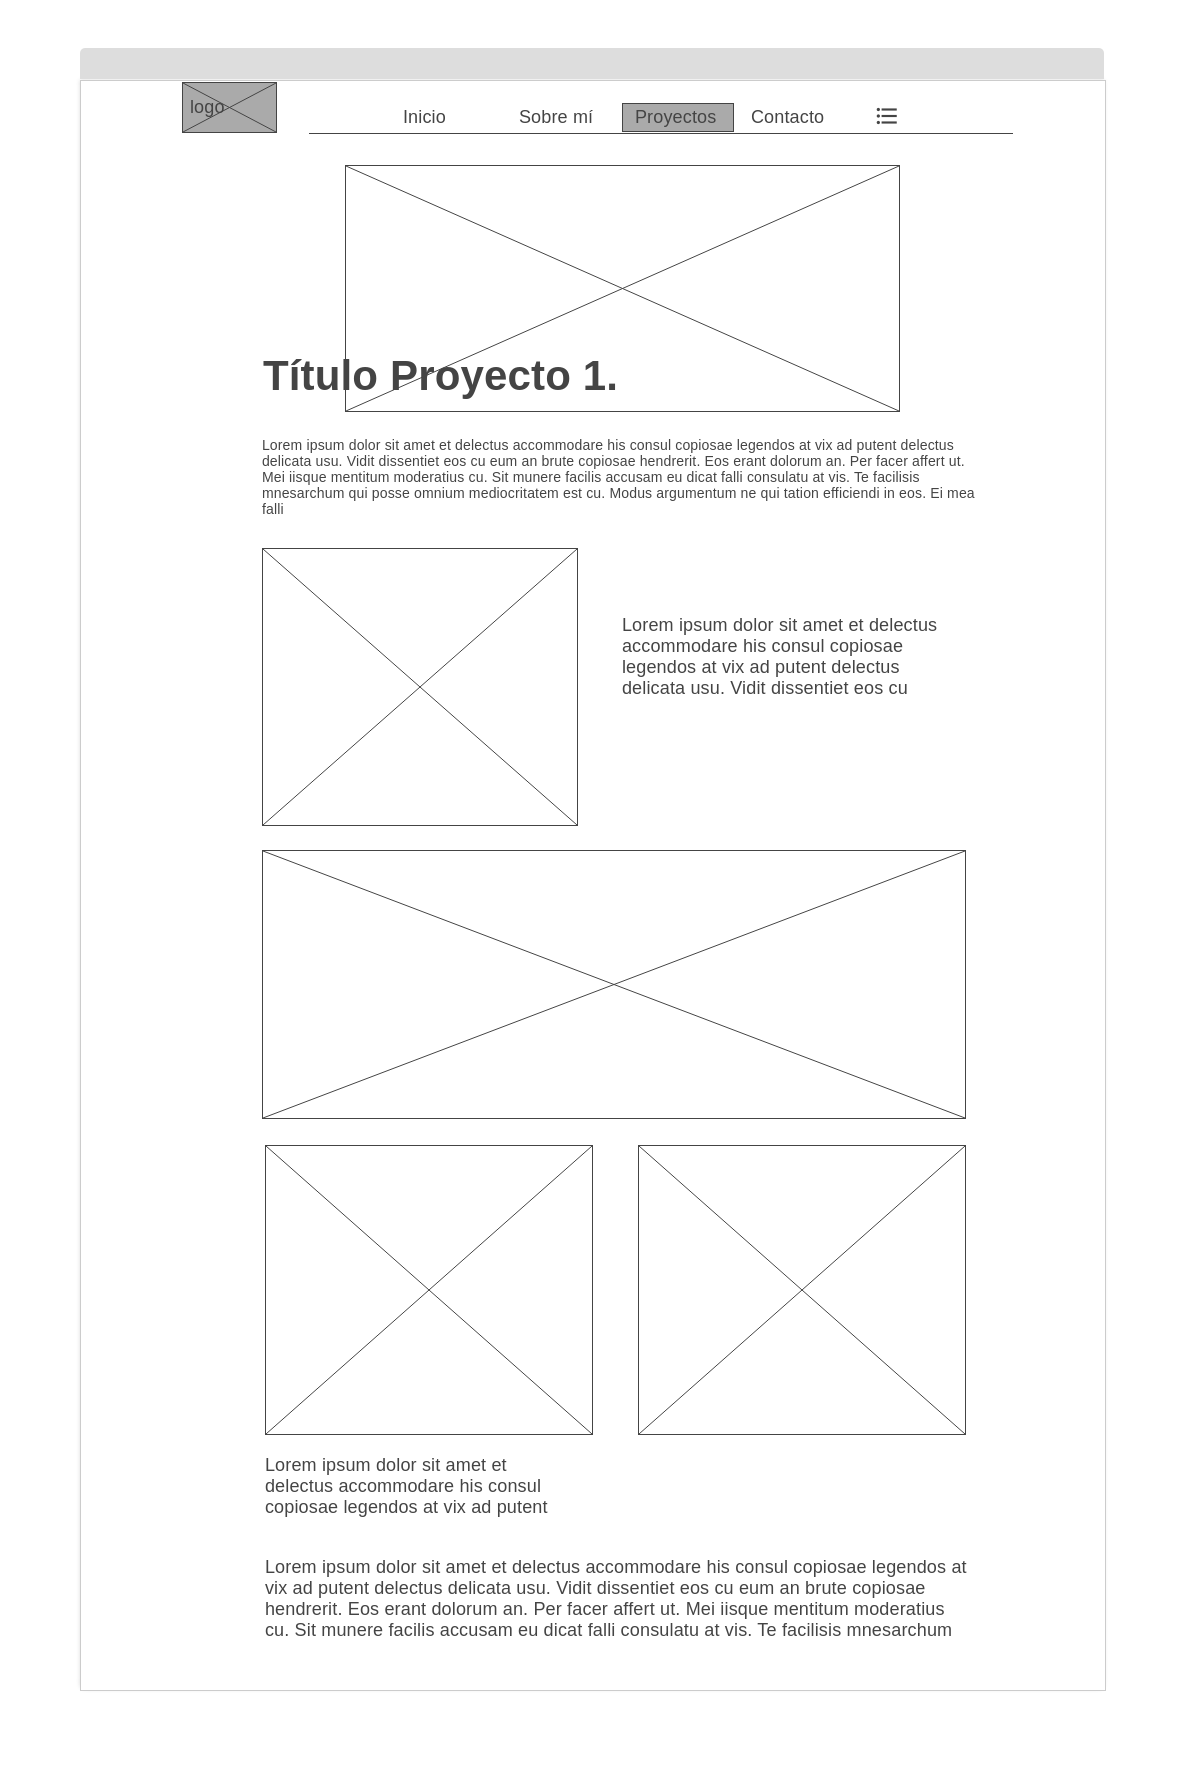 logo
Inicio Sobre mí Proyectos Contacto
Título Proyecto 1.
Lorem ipsum dolor sit amet et delectus accommodare his consul copiosae legendos at vix ad putent delectus
delicata usu. Vidit dissentiet eos cu eum an brute copiosae hendrerit. Eos erant dolorum an. Per facer affert ut.
Mei iisque mentitum moderatius cu. Sit munere facilis accusam eu dicat falli consulatu at vis. Te facilisis
mnesarchum qui posse omnium mediocritatem est cu. Modus argumentum ne qui tation efficiendi in eos. Ei mea
falli
Lorem ipsum dolor sit amet et delectus
accommodare his consul copiosae
legendos at vix ad putent delectus
delicata usu. Vidit dissentiet eos cu
Lorem ipsum dolor sit amet et
delectus accommodare his consul
copiosae legendos at vix ad putent
Lorem ipsum dolor sit amet et delectus accommodare his consul copiosae legendos at
vix ad putent delectus delicata usu. Vidit dissentiet eos cu eum an brute copiosae
hendrerit. Eos erant dolorum an. Per facer affert ut. Mei iisque mentitum moderatius
cu. Sit munere facilis accusam eu dicat falli consulatu at vis. Te facilisis mnesarchum